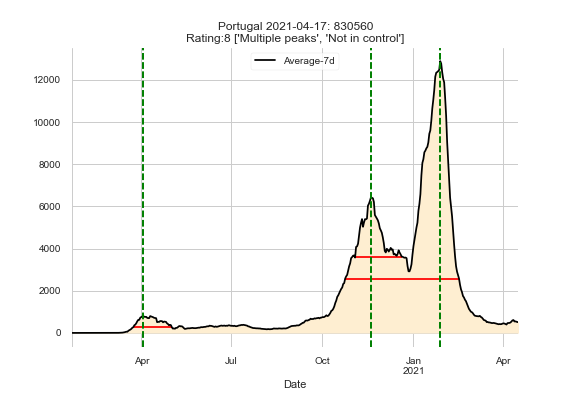 Portugal 2021-04-17: 830560
Rating:8 ['Multiple peaks', 'Not in control']
Average-7d
12000
10000
8000
6000
4000
2000
0
Apr
Jul
Oct
Jan
2021
Apr
Date